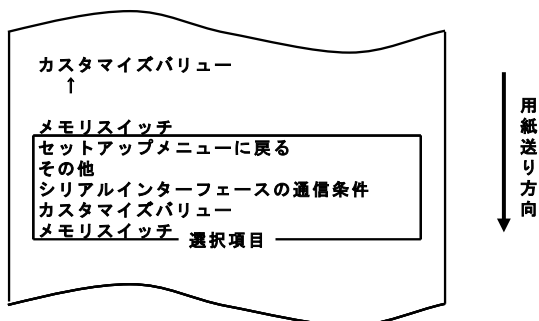 カスタマイズバリュー
↑
メモリスイッチ
セットアップメニューに戻る
その他
シリアルインターフェースの通信条件
カスタマイズバリュー
メモリスイッチ
選択項目
用紙送り方向